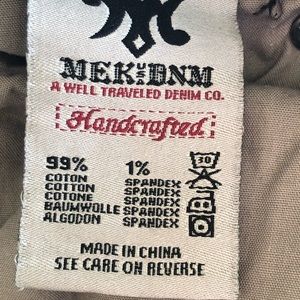 MEK DNM
A WELL TRAVELED DENIM CO.
Handcrafted
99% 1%
COTON SPANDEX
COTTON SPANDEX
COTONE SPANDEX
BAUMWOLLE SPANDEX
ALGODON SPANDEX
30
MADE IN CHINA
SEE CARE ON REVERSE